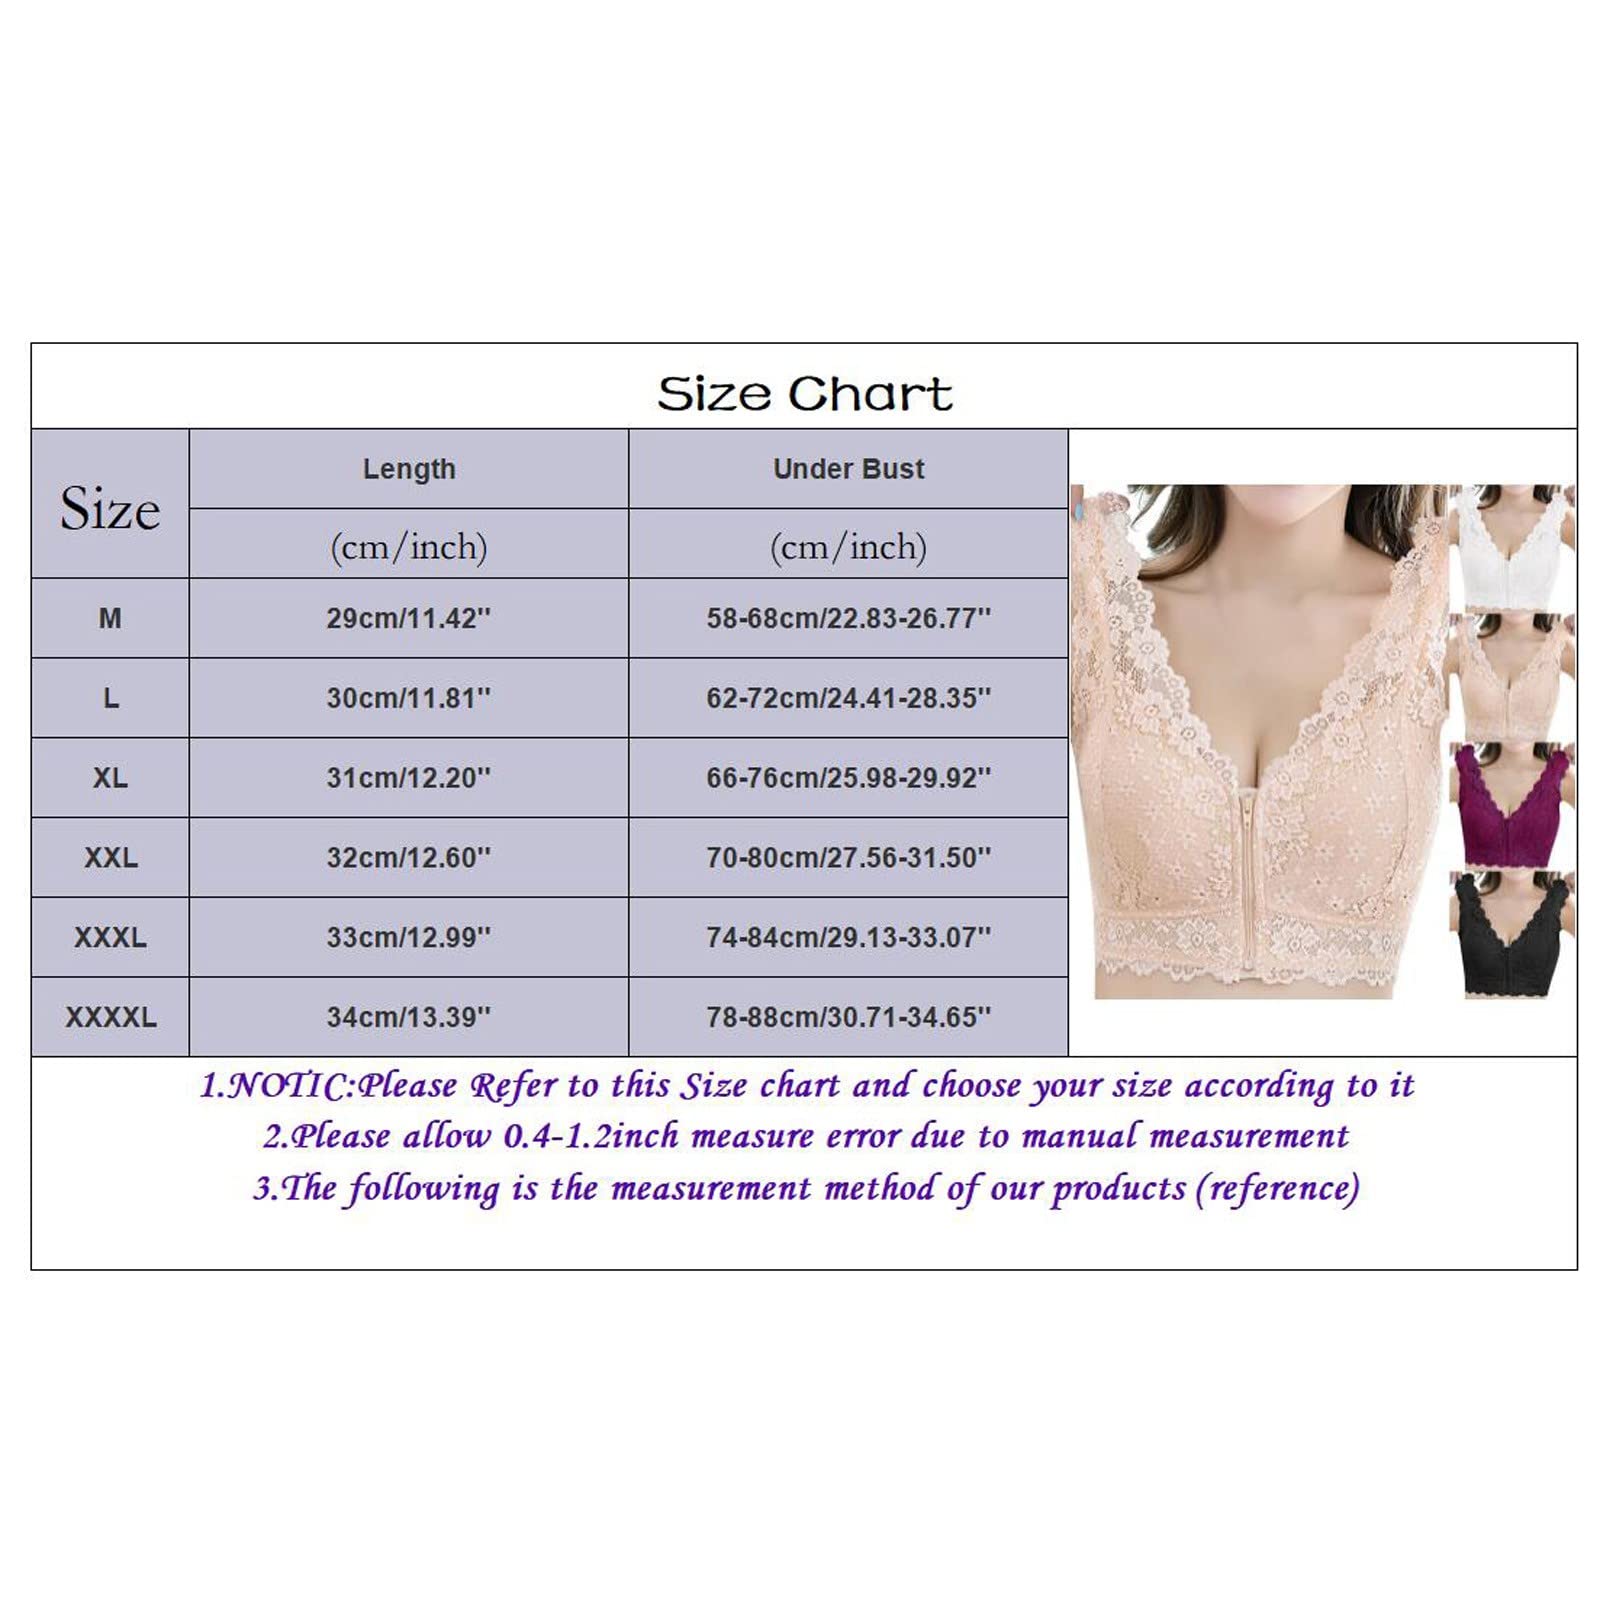 Size Chart
Size
Length
Under Bust
(cm/inch)
(cm/inch)
M
29cm/11.42''
58-68cm/22.83-26.77''
L
30cm/11.81''
62-72cm/24.41-28.35''
XL
31cm/12.20''
66-76cm/25.98-29.92''
XXL
32cm/12.60''
70-80cm/27.56-31.50''
XXXL
33cm/12.99''
74-84cm/29.13-33.07''
XXXXL
34cm/13.39''
78-88cm/30.71-34.65''
1.NOTIC:Please Refer to this Size chart and choose your size according to it
2.Please allow 0.4-1.2inch measure error due to manual measurement
3.The following is the measurement method of our products (reference)